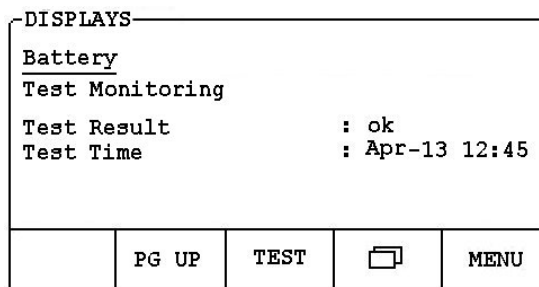 DISPLAYS
Battery
Test Monitoring
Test Result : ok
Test Time : Apr-13 12:45
PG UP TEST MENU